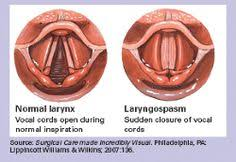 Normal larynx
Vocal cords open during
normal inspiration
Laryngospasm
Sudden closure of vocal
cords
Source: Surgical Care made Incredibly Visual. Philadelphia, PA:
Lippincott Williams & Wilkins; 2007:136.